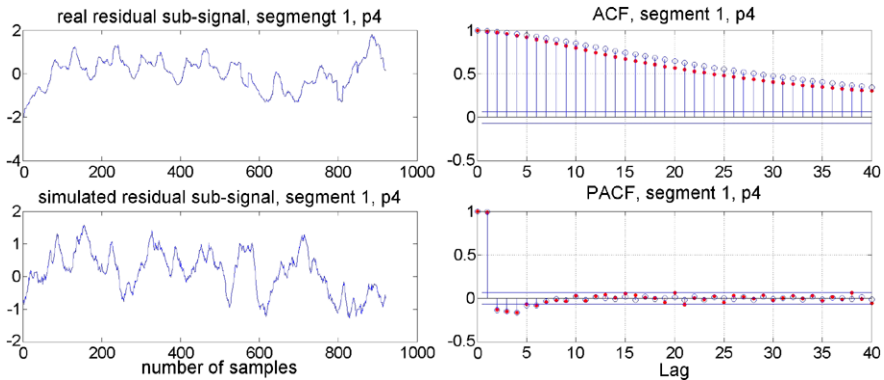 real residual sub-signal, segmengt 1, p4
2
0
-2
-4
0 200 400 600 800 1000
ACF, segment 1, p4
1
0.5
0
-0.5
0 5 10 15 20 25 30 35 40
simulated residual sub-signal, segment 1, p4
2
1
0
-1
-2
0 200 400 600 800 1000
number of samples
PACF, segment 1, p4
1
0.5
0
-0.5
0 5 10 15 20 25 30 35 40
Lag